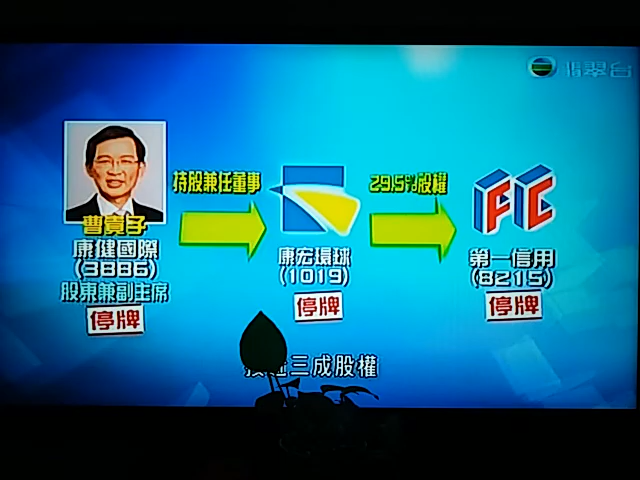 翡翠台
曹貴子
康健國際
(3886)
股東兼副主席
停牌
持股兼任董事
康宏環球
(1019)
停牌
29.5%股權
FC
第一信用
(8215)
停牌
三成股權